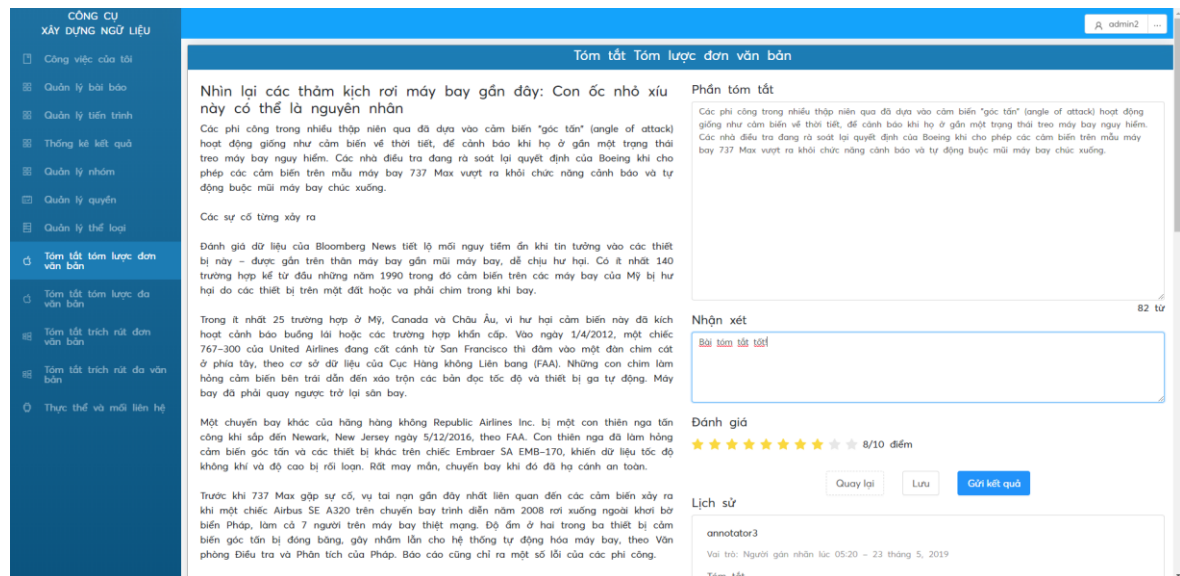 CÔNG CỤ
XÂY DỰNG NGỮ LIỆU
admin2
...
Công việc của tôi
Quản lý bài báo
Quản lý tiến trình
Thống kê kết quả
Quản lý nhóm
Quản lý quyển
Quản lý thể loại
Tóm tắt tóm lược đơn
văn bản
Tóm tắt tóm lược đa
văn bản
Tóm tắt trích rút đơn
văn bản
Tóm tắt trích rút đa văn
bản
Thực thể và mối liên hệ
Tóm tắt Tóm lược đơn văn bản
Nhìn lại các thảm kịch rơi máy bay gần đây: Con ốc nhỏ xíu
này có thể là nguyên nhân
Các phi công trong nhiều thập niên qua đã dựa vào cảm biến "góc tấn" (angle of attack)
hoạt động giống như cảm biến về thời tiết, để cảnh báo khi họ ở gần một trạng thái
treo máy bay nguy hiểm. Các nhà điều tra đang rà soát lại quyết định của Boeing khi cho
phép các cảm biến trên mẫu máy bay 737 Max vượt ra khỏi chức năng cảnh báo và tự
động buộc mũi máy bay chúc xuống.
Các sự cố từng xảy ra
Đánh giá dữ liệu của Bloomberg News tiết lộ mối nguy tiềm ẩn khi tin tưởng vào các thiết
bị này – được gắn trên thân máy bay gần mũi máy bay, dễ chịu hư hại. Có ít nhất 140
trường hợp kể từ đầu những năm 1990 trong đó cảm biến trên các máy bay của Mỹ bị hư
hại do các thiết bị trên mặt đất hoặc va phải chim trong khi bay.
Trong ít nhất 25 trường hợp ở Mỹ, Canada và Châu Âu, vì hư hại cảm biến này đã kích
hoạt cảnh báo buồng lái hoặc các trường hợp khẩn cấp. Vào ngày 1/4/2012, một chiếc
767-300 của United Airlines đang cất cánh từ San Francisco thì đâm vào một đàn chim cát
ở phía tây, theo cơ sở dữ liệu của Cục Hàng không Liên bang (FAA). Những con chim làm
hỏng cảm biến bên trái dẫn đến xáo trộn các bản đọc tốc độ và thiết bị ga tự động. Máy
bay đã phải quay ngược trở lại sân bay.
Một chuyến bay khác của hãng hàng không Republic Airlines Inc. bị một con thiên nga tấn
công khi sắp đến Newark, New Jersey ngày 5/12/2016, theo FAA. Con thiên nga đã làm hỏng
cảm biến góc tấn và các thiết bị khác trên chiếc Embraer SA EMB-170, khiến dữ liệu tốc độ
không khí và độ cao bị rối loạn. Rất may mắn, chuyến bay khi đó đã hạ cánh an toàn.
Trước khi 737 Max gặp sự cố, vụ tai nạn gần đây nhất liên quan đến các cảm biến xảy ra
khi một chiếc Airbus SE A320 trên chuyến bay trình diễn năm 2008 rơi xuống ngoài khơi bờ
biển Pháp, làm cả 7 người trên máy bay thiệt mạng. Độ ẩm ở hai trong ba thiết bị cảm
biến góc tấn bị đóng băng, gây nhầm lẫn cho hệ thống tự động hóa máy bay, theo Văn
phòng Điều tra và Phân tích của Pháp. Báo cáo cũng chỉ ra một số lỗi của các phi công.
Phần tóm tắt
Các phi công trong nhiều thập niên qua đã dựa vào cảm biến "góc tấn" (angle of attack) hoạt động
giống như cảm biến về thời tiết, để cảnh báo khi họ ở gần một trạng thái treo máy bay nguy hiểm.
Các nhà điều tra đang rà soát lại quyết định của Boeing khi cho phép các cảm biến trên mẫu máy
bay 737 Max vượt ra khỏi chức năng cảnh báo và tự động buộc mũi máy bay chúc xuống.
82 từ
Nhận xét
Bài tóm tắt tốt!
Đánh giá
8/10 điểm
Quay lại
Lưu
Gửi kết quả
Lịch sử
annotator3
Vai trò: Người gán nhãn lúc 05:20 – 23 tháng 5, 2019
Tóm tắt